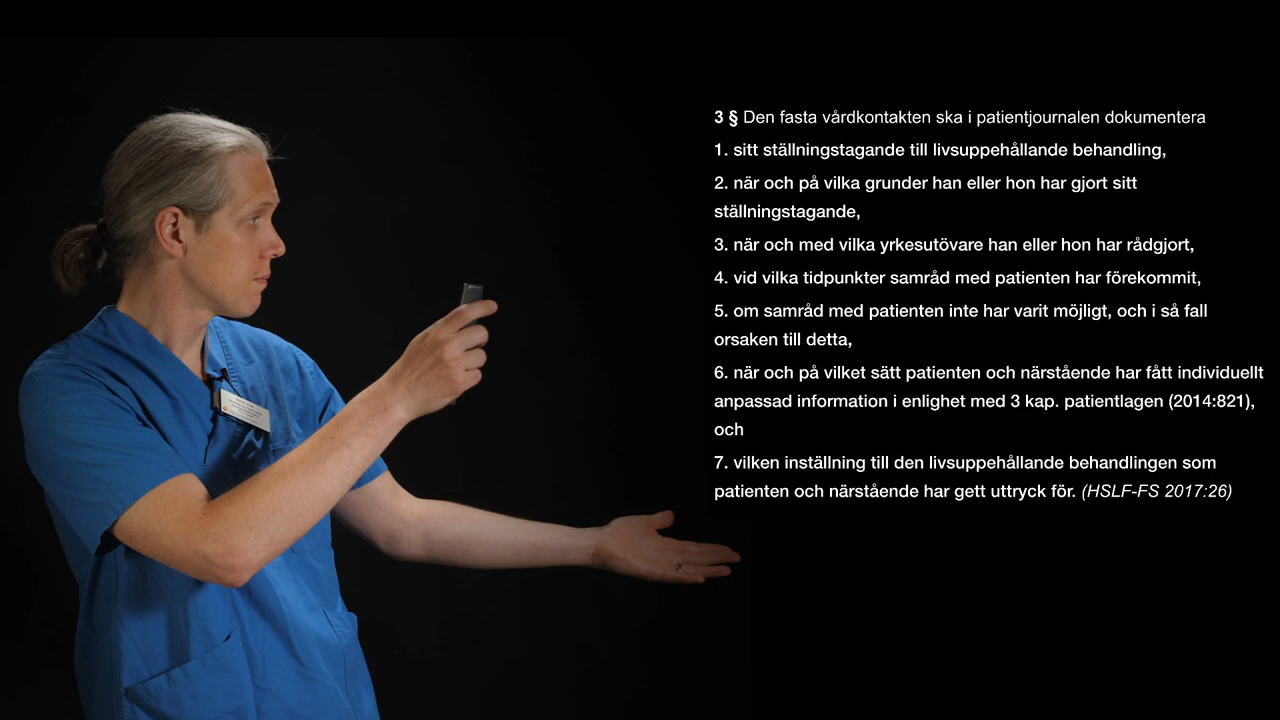 3 § Den fasta vårdkontakten ska i patientjournalen dokumentera
1. sitt ställningstagande till livsuppehållande behandling,
2. när och på vilka grunder han eller hon har gjort sitt
ställningstagande,
3. när och med vilka yrkesutövare han eller hon har rådgjort,
4. vid vilka tidpunkter samråd med patienten har förekommit,
5. om samråd med patienten inte har varit möjligt, och i så fall
orsaken till detta,
6. när och på vilket sätt patienten och närstående har fått individuellt
anpassad information i enlighet med 3 kap. patientlagen (2014:821),
och
7. vilken inställning till den livsuppehållande behandlingen som
patienten och närstående har gett uttryck för. (HSLF-FS 2017:26)